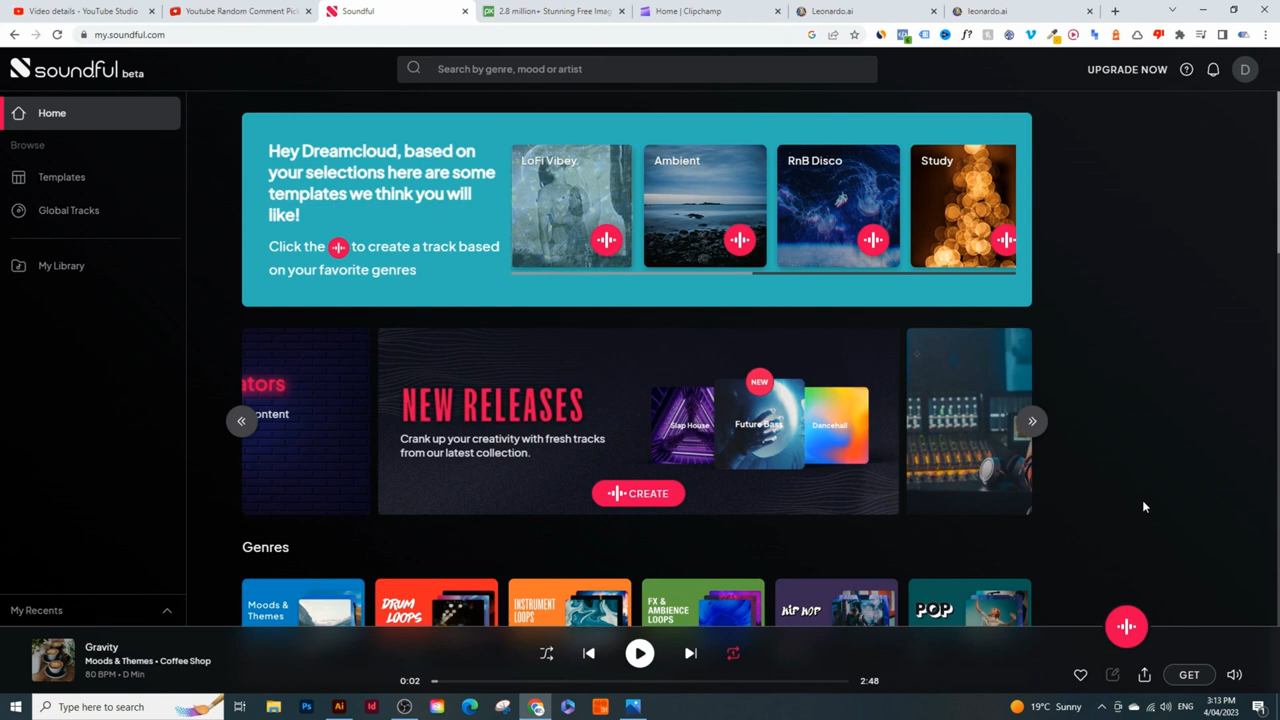 Video details - YouTube Studio
Youtube Random Comment Pic
Soundful
2.8 million+ Stunning Free Imag
Home | Clipchamp
Leonardo.ai
leonardo.ai
my.soundful.com
soundful beta
Search by genre, mood or artist
UPGRADE NOW
D
Home
Browse
Templates
Global Tracks
My Library
Hey Dreamcloud, based on
your selections here are some
templates we think you will
like!
Click the to create a track based
on your favorite genres
LoFi Vibey
Ambient
RnB Disco
Study
ators
ontent
NEW RELEASES
Crank up your creativity with fresh tracks
from our latest collection.
NEW
Slap House
Future Bass
Dancehall
CREATE
Genres
Moods &
Themes
DRUM
LOOPS
INSTRUMENT
LOOPS
FX &
AMBIENCE
LOOPS
HIP HOP
POP
My Recents
Gravity
Moods & Themes • Coffee Shop
80 BPM • D Min
0:02
2:48
GET
Type here to search
Ps
Ai
Id
19°C Sunny
ENG
3:13 PM
4/04/2023